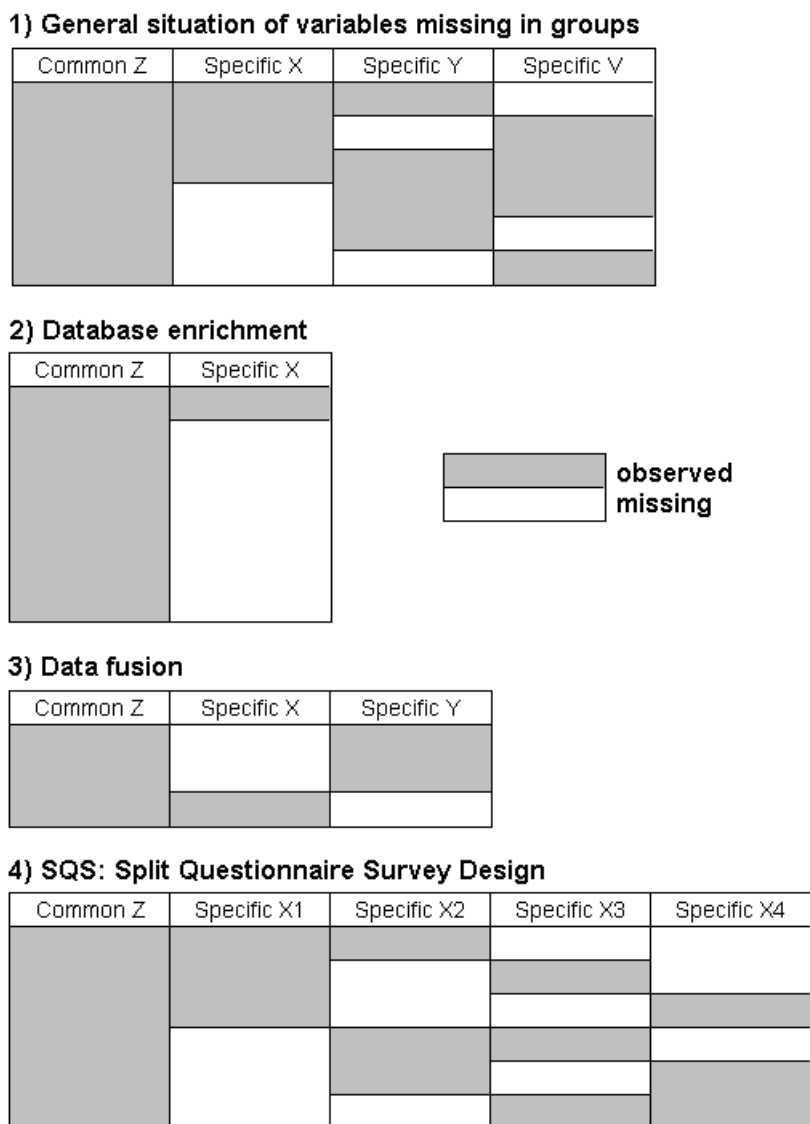 1) General situation of variables missing in groups
Common Z Specific X Specific Y Specific V
2) Database enrichment
Common Z Specific X
observed
missing
3) Data fusion
Common Z Specific X Specific Y
4) SQS: Split Questionnaire Survey Design
Common Z Specific X1 Specific X2 Specific X3 Specific X4